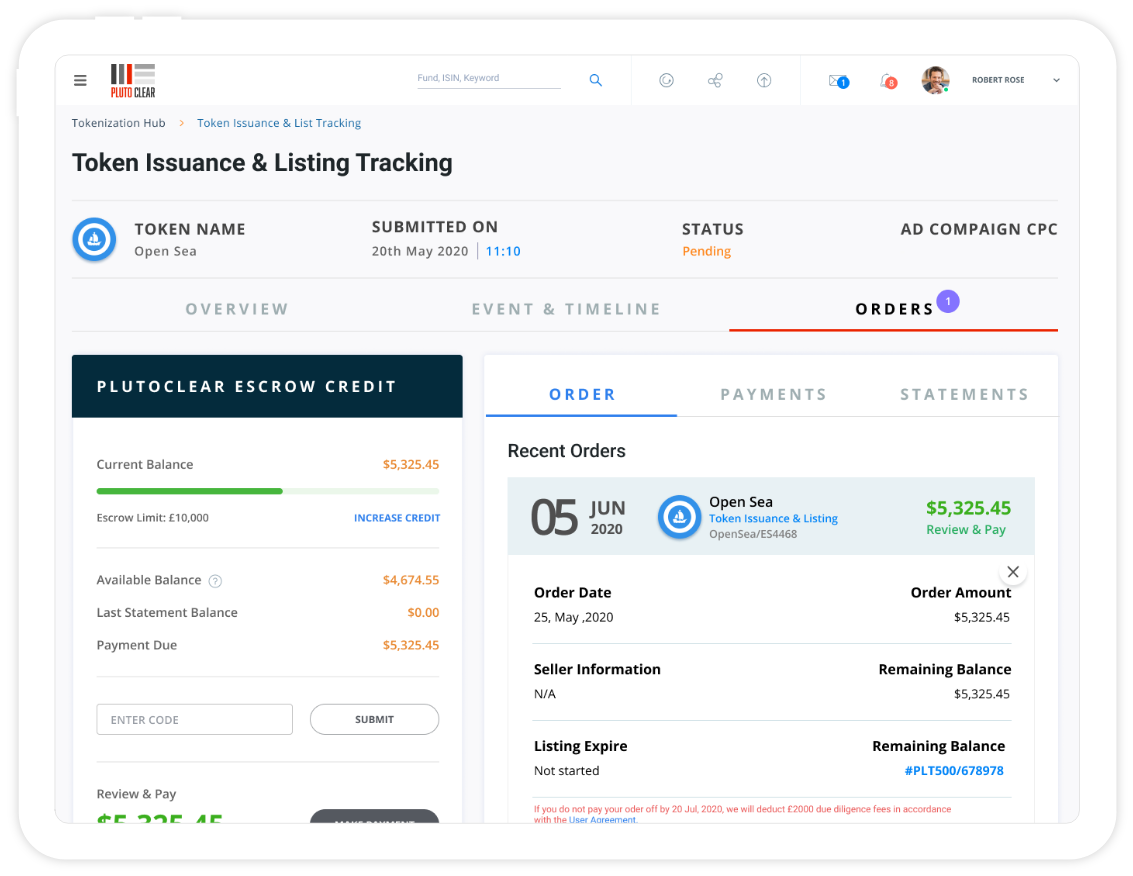 PLUTO CLEAR
Fund, ISIN, Keyword
1
8
ROBERT ROSE
Tokenization Hub > Token Issuance & List Tracking
Token Issuance & Listing Tracking
TOKEN NAME
Open Sea
SUBMITTED ON
20th May 2020 | 11:10
STATUS
Pending
AD COMPAIGN CPC
OVERVIEW
EVENT & TIMELINE
ORDERS 1
PLUTOCLEAR ESCROW CREDIT
Current Balance $5,325.45
Escrow Limit: £10,000 INCREASE CREDIT
Available Balance ? $4,674.55
Last Statement Balance $0.00
Payment Due $5,325.45
ENTER CODE SUBMIT
Review & Pay
$5,325.45 MAKE PAYMENT
ORDER PAYMENTS STATEMENTS
Recent Orders
05 JUN
2020
Open Sea
Token Issuance & Listing
OpenSea/ES4468
$5,325.45
Review & Pay
Order Date Order Amount
25, May ,2020 $5,325.45
Seller Information Remaining Balance
N/A $5,325.45
Listing Expire Remaining Balance
Not started #PLT500/678978
If you do not pay your oder off by 20 Jul, 2020, we will deduct £2000 due diligence fees in accordance
with the User Agreement.